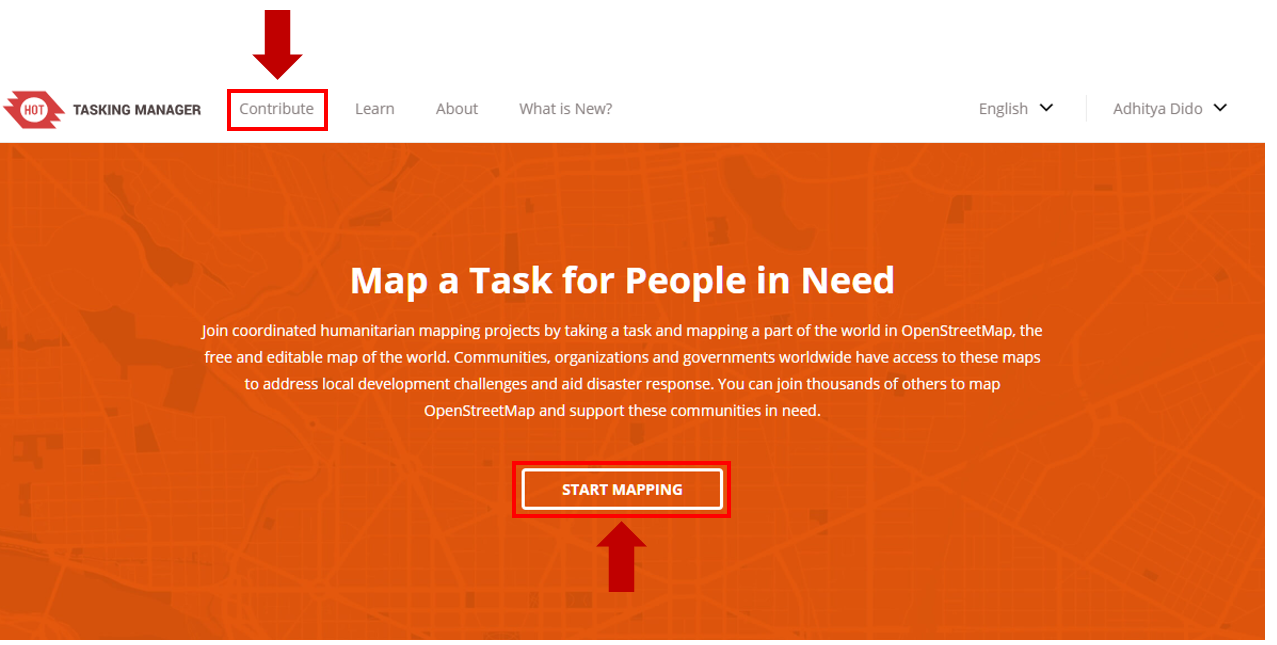 HOT TASKING MANAGER Contribute Learn About What is New? English Adhitya Dido
Map a Task for People in Need
Join coordinated humanitarian mapping projects by taking a task and mapping a part of the world in OpenStreetMap, the
free and editable map of the world. Communities, organizations and governments worldwide have access to these maps
to address local development challenges and aid disaster response. You can join thousands of others to map
OpenStreetMap and support these communities in need.
START MAPPING